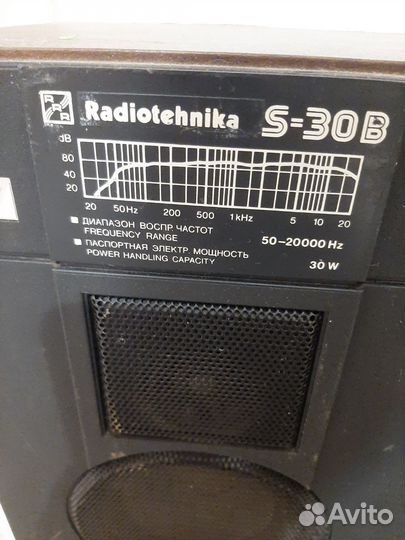 RRR Radiotehnika S-30B
dB
80
40
20
20 50Hz 200 500 1kHz 5 10 20
ДИАПАЗОН ВОСПР. ЧАСТОТ
FREQUENCY RANGE 50–20000 Hz
ПАСПОРТНАЯ ЭЛЕКТР. МОЩНОСТЬ
POWER HANDLING CAPACITY 30 W
Avito